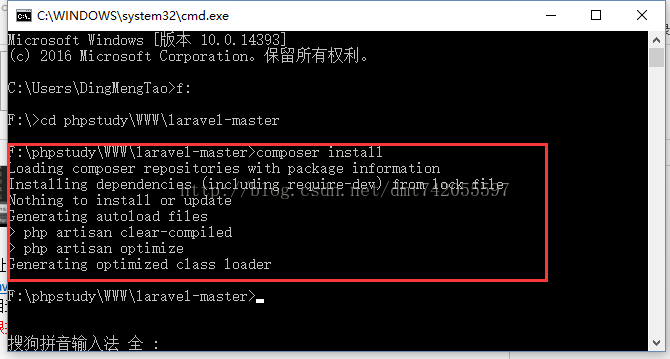 C:\WINDOWS\system32\cmd.exe
Microsoft Windows [版本 10.0.14393]
(c) 2016 Microsoft Corporation。保留所有权利。
C:\Users\DingMengTao>f:
F:\>cd phpstudy\WWW\laravel-master
F:\phpstudy\WWW\laravel-master>composer install
Loading composer repositories with package information
Installing dependencies (including require-dev) from lock file
http://blog.csdn.net/dmt742055597
Nothing to install or update
Generating autoload files
> php artisan clear-compiled
> php artisan optimize
Generating optimized class loader
F:\phpstudy\WWW\laravel-master>
搜狗拼音输入法 全 :